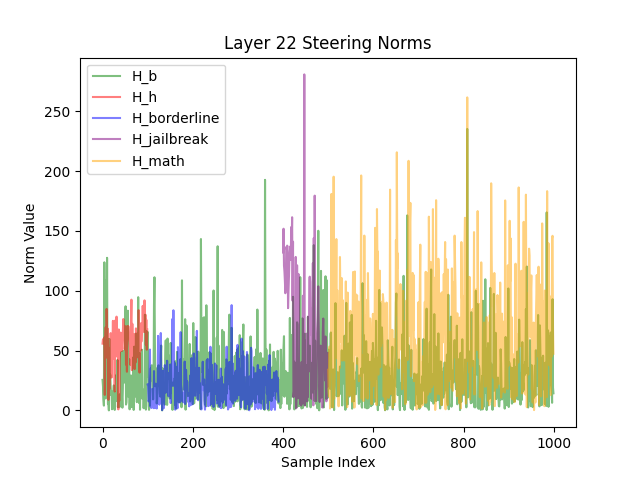 Layer 22 Steering Norms
H_b
H_h
H_borderline
H_jailbreak
H_math
Norm Value
250
200
150
100
50
0
0
200
400
600
800
1000
Sample Index